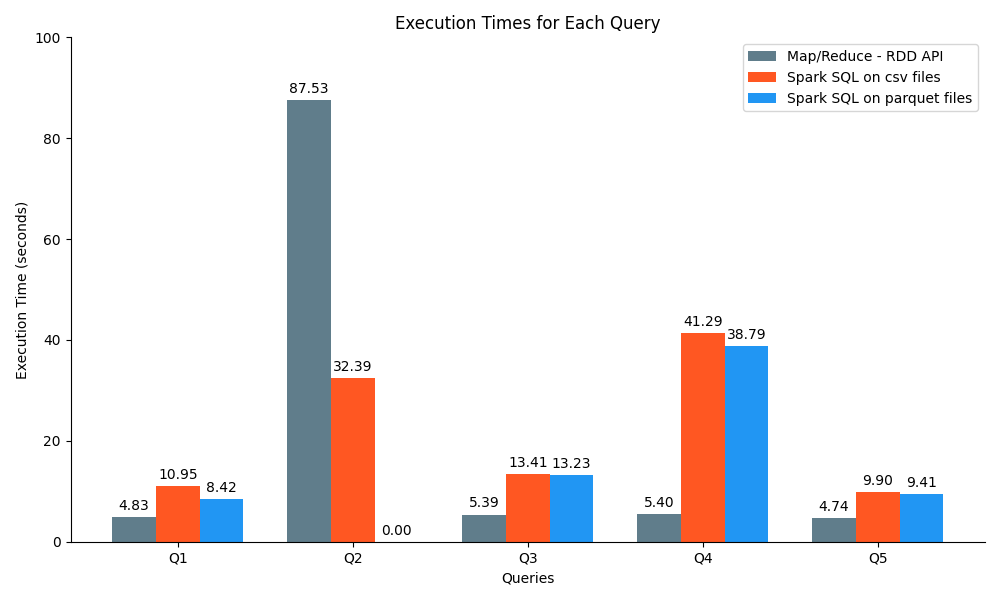 Execution Times for Each Query
Map/Reduce - RDD API
Spark SQL on csv files
Spark SQL on parquet files
Execution Time (seconds)
100
80
60
40
20
0
4.83
10.95
8.42
87.53
32.39
0.00
5.39
13.41
13.23
5.40
41.29
38.79
4.74
9.90
9.41
Q1
Q2
Q3
Q4
Q5
Queries